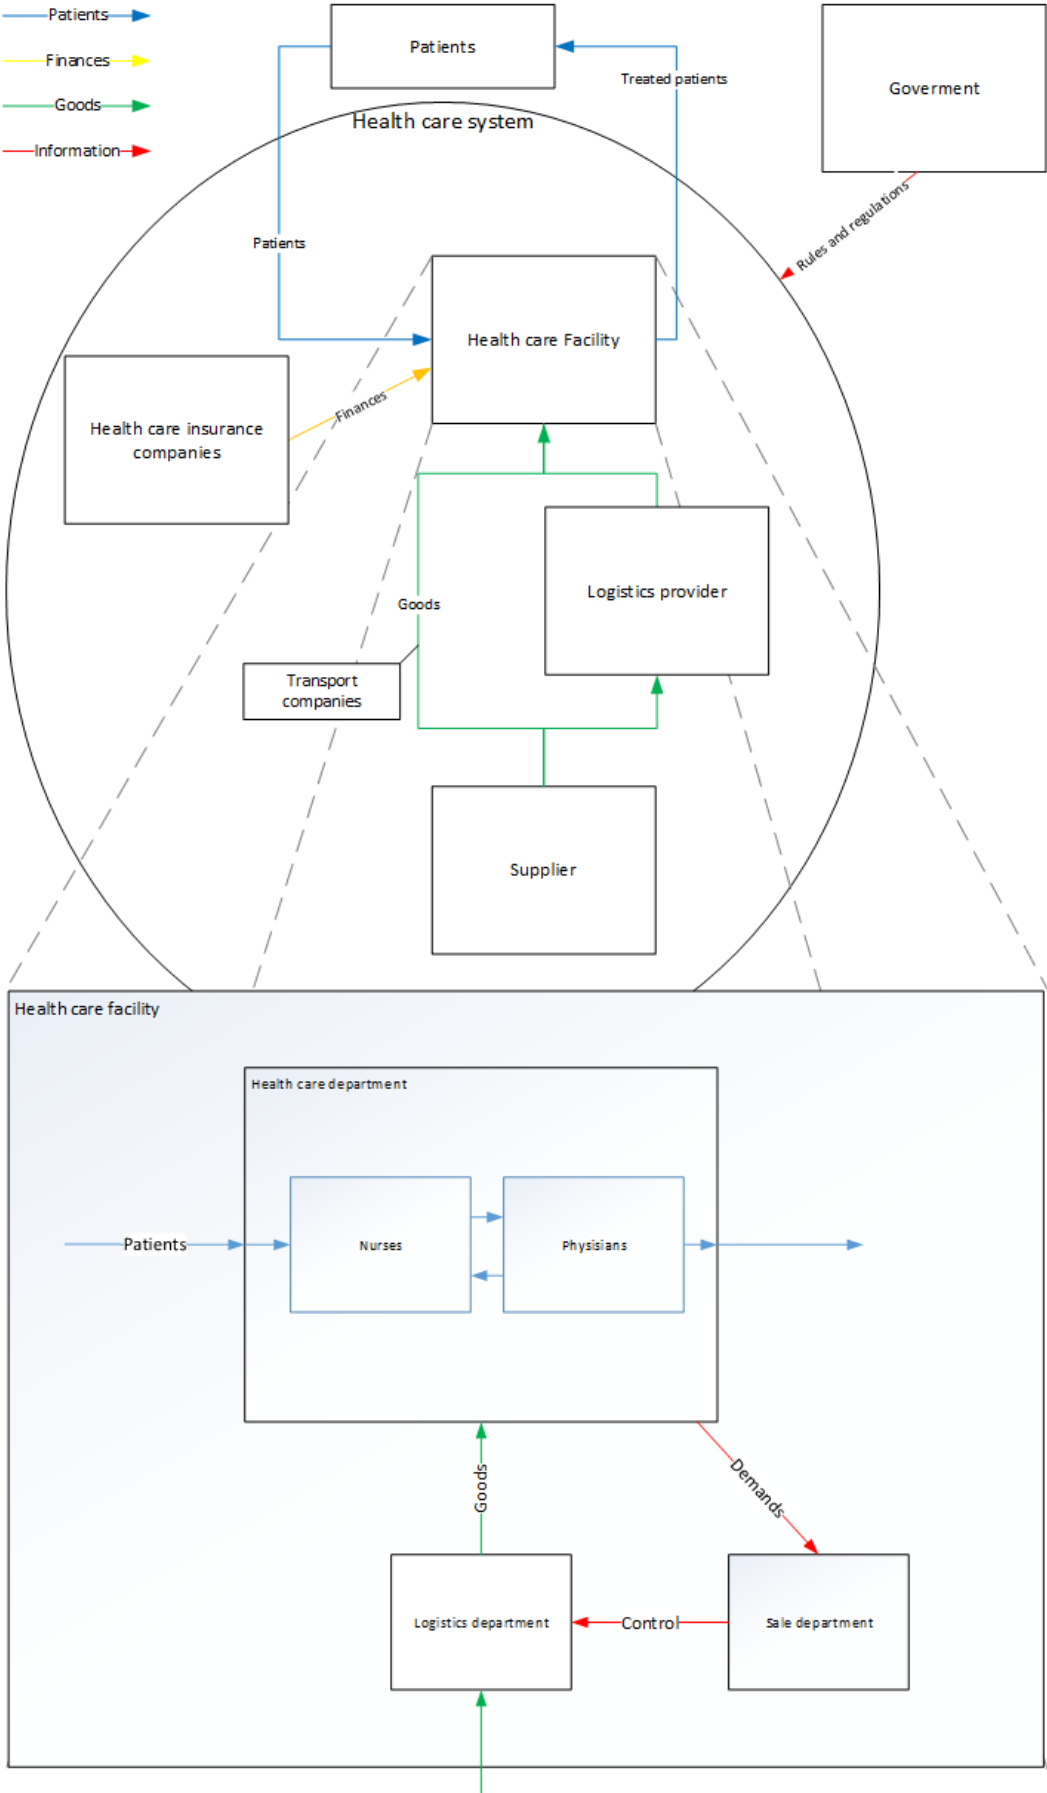 Patients
Finances
Goods
Information
Patients
Treated patients
Goverment
Health care system
Rules and regulations
Patients
Health care Facility
Finances
Health care insurance
companies
Logistics provider
Goods
Transport
companies
Supplier
Health care facility
Health care department
Patients
Nurses
Physisians
Goods
Demands
Logistics department
Control
Sale department